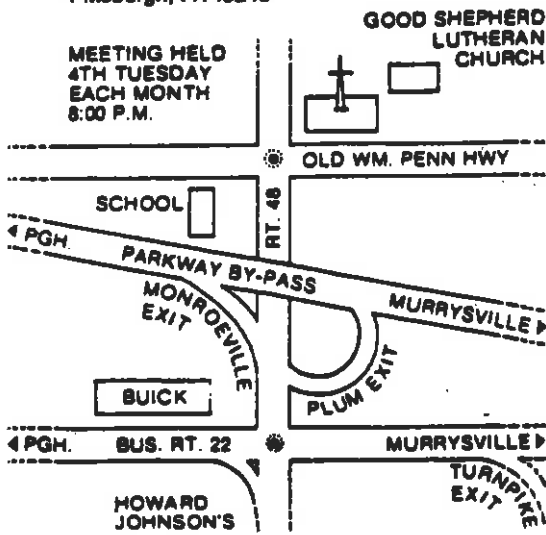 GOOD SHEPHERD
LUTHERAN
CHURCH
MEETING HELD
4TH TUESDAY
EACH MONTH
8:00 P.M.
OLD WM. PENN HWY
SCHOOL
RT. 48
◄ PGH.
PARKWAY BY-PASS
MURRYSVILLE ►
MONROEVILLE
EXIT
PLUM EXIT
BUICK
◄ PGH.
BUS. RT. 22
MURRYSVILLE ►
TURNPIKE
EXIT
HOWARD
JOHNSON'S